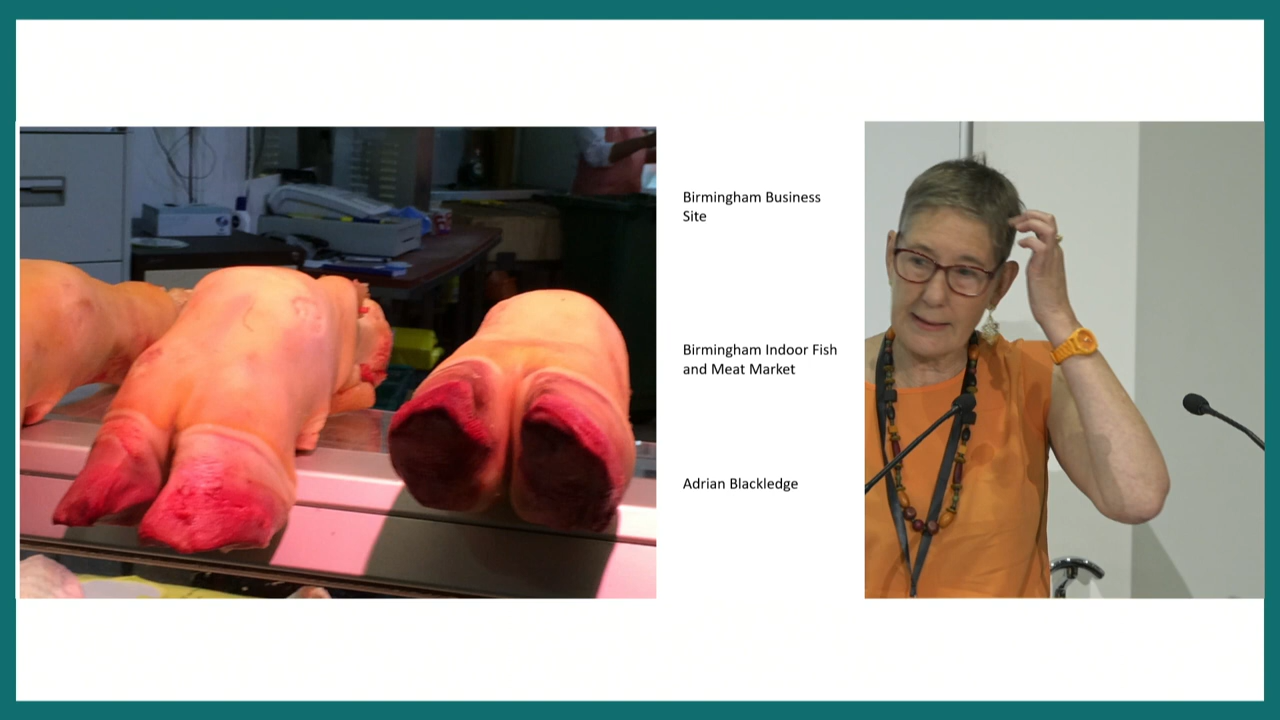 Birmingham Business
Site
Birmingham Indoor Fish
and Meat Market
Adrian Blackledge